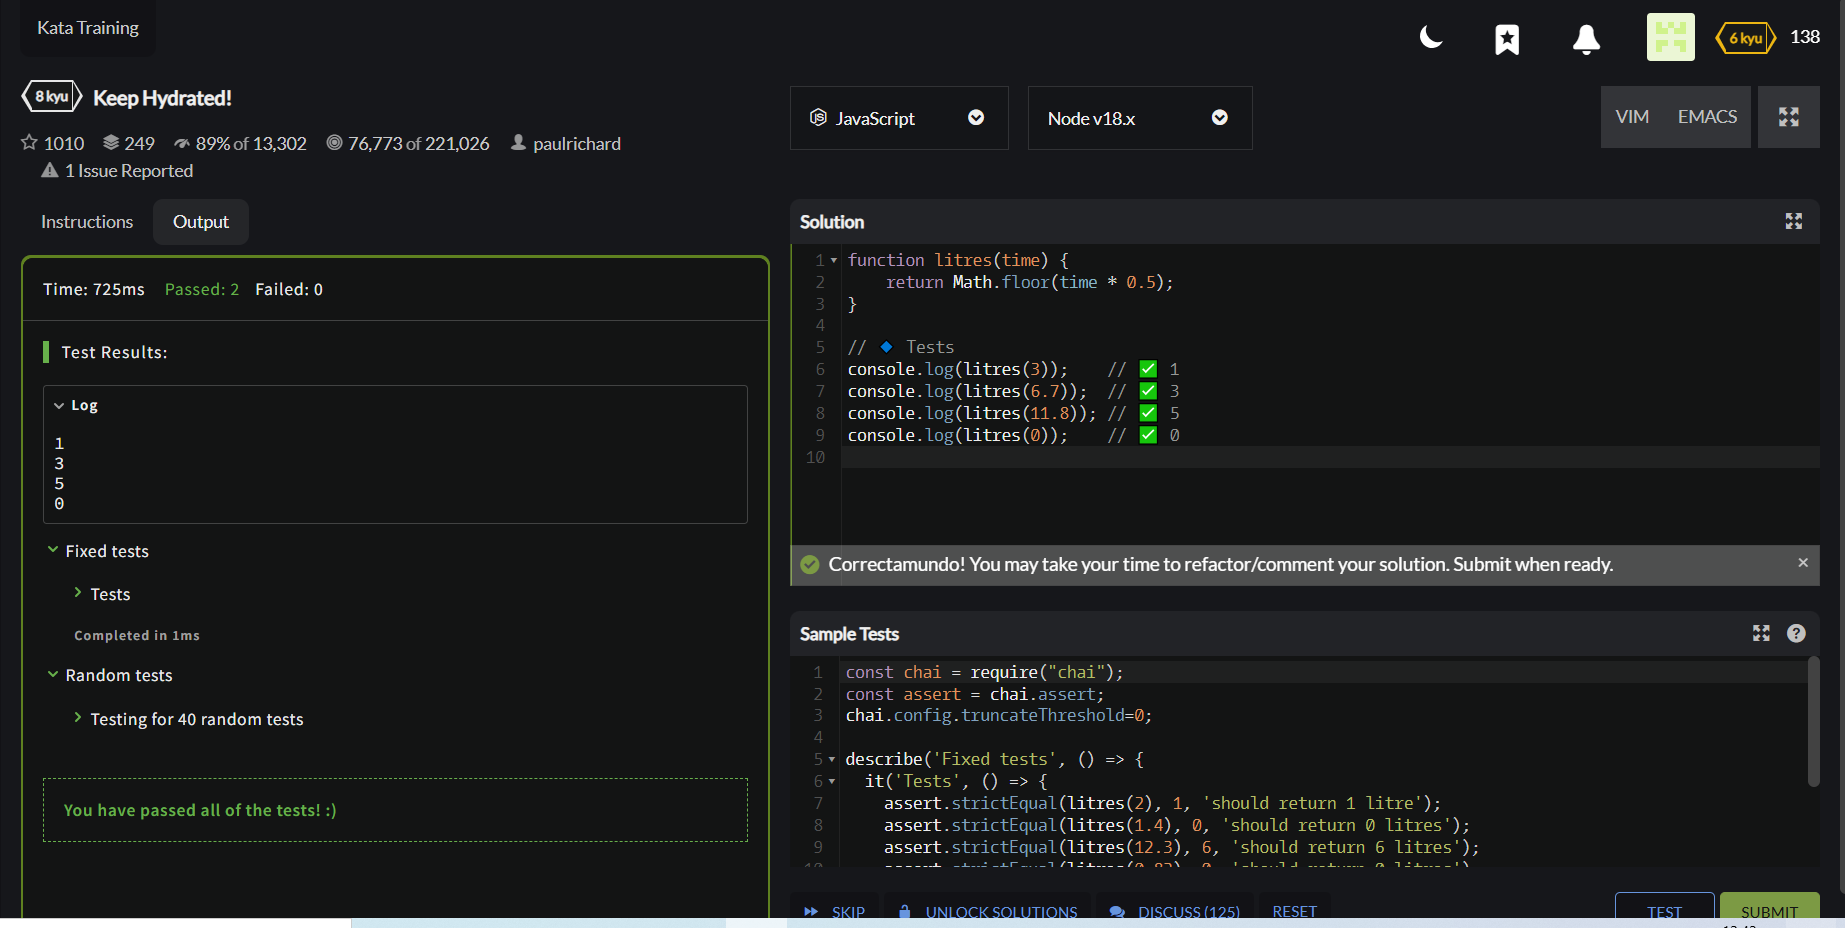 Kata Training
6 kyu 138
8 kyu Keep Hydrated!
1010 249 89% of 13,302 76,773 of 221,026 paulrichard
1 Issue Reported
JavaScript Node v18.x VIM EMACS
Instructions Output
Time: 725ms Passed: 2 Failed: 0
Test Results:
Log
1
3
5
0
Fixed tests
Tests
Completed in 1ms
Random tests
Testing for 40 random tests
You have passed all of the tests! :)
Solution
1 function litres(time) {
2 return Math.floor(time * 0.5);
3 }
4
5 // 🔹 Tests
6 console.log(litres(3)); // ✅ 1
7 console.log(litres(6.7)); // ✅ 3
8 console.log(litres(11.8)); // ✅ 5
9 console.log(litres(0)); // ✅ 0
10
Correctamundo! You may take your time to refactor/comment your solution. Submit when ready. ×
Sample Tests
1 const chai = require("chai");
2 const assert = chai.assert;
3 chai.config.truncateThreshold=0;
4
5 describe('Fixed tests', () => {
6 it('Tests', () => {
7 assert.strictEqual(litres(2), 1, 'should return 1 litre');
8 assert.strictEqual(litres(1.4), 0, 'should return 0 litres');
9 assert.strictEqual(litres(12.3), 6, 'should return 6 litres');
SKIP UNLOCK SOLUTIONS DISCUSS (125) RESET TEST SUBMIT